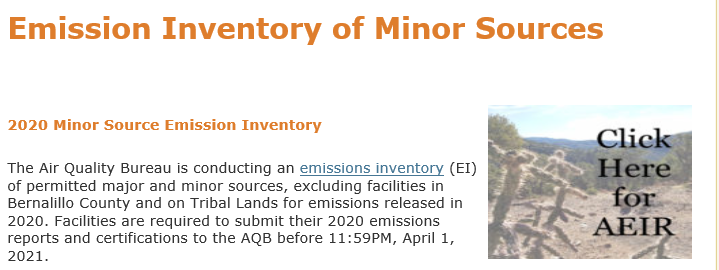 Emission Inventory of Minor Sources
2020 Minor Source Emission Inventory
The Air Quality Bureau is conducting an emissions inventory (EI)
of permitted major and minor sources, excluding facilities in
Bernalillo County and on Tribal Lands for emissions released in
2020. Facilities are required to submit their 2020 emissions
reports and certifications to the AQB before 11:59PM, April 1,
2021.
Click
Here
for
AEIR